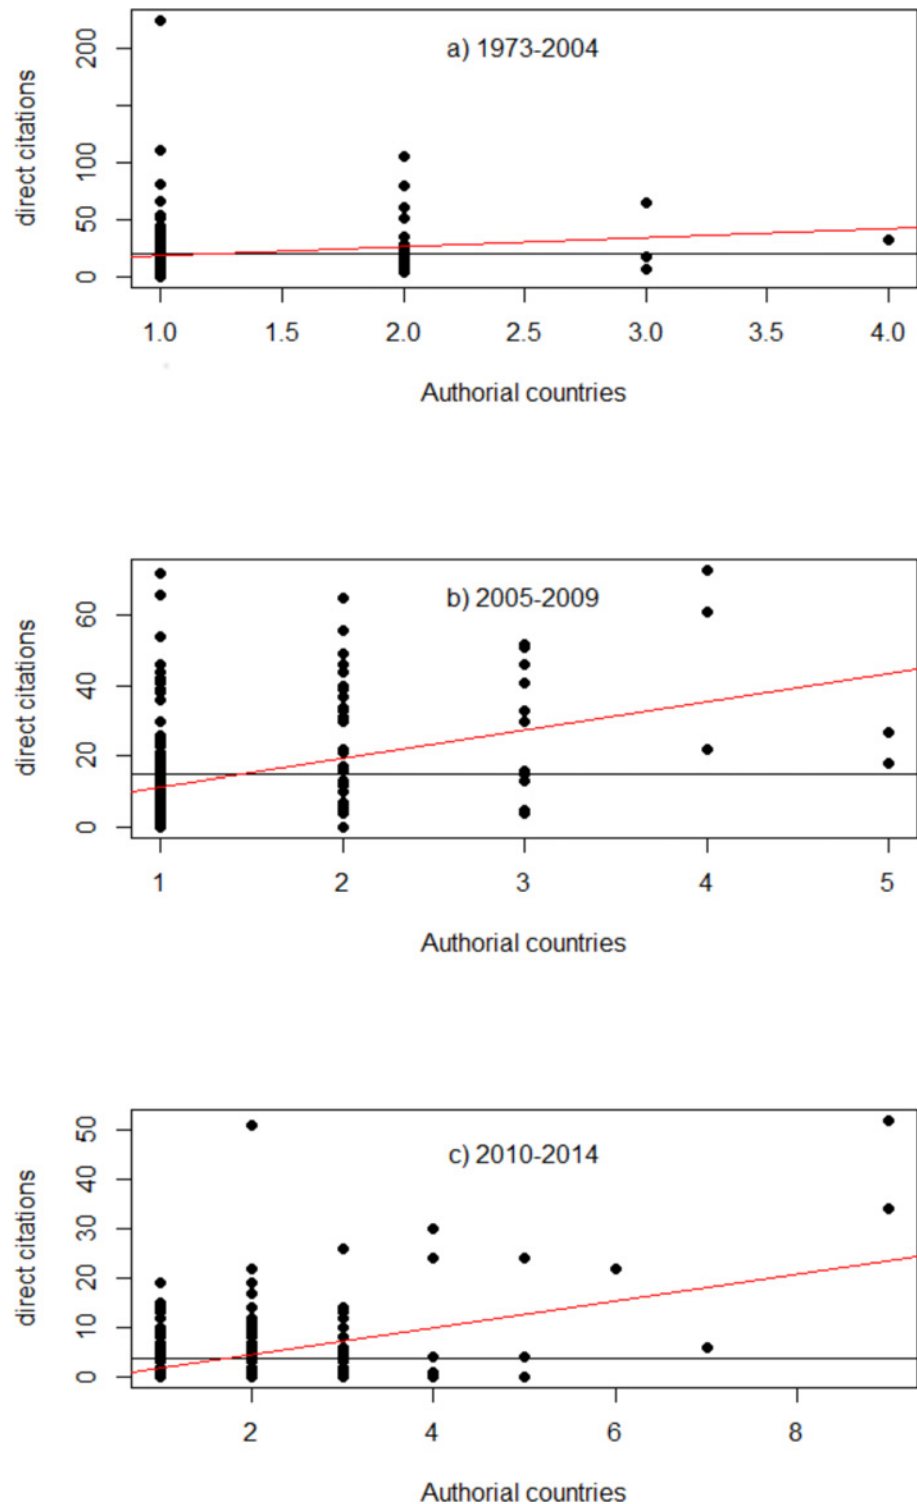 a) 1973-2004
direct citations
200
100
50
0
1.0 1.5 2.0 2.5 3.0 3.5 4.0
Authorial countries
b) 2005-2009
direct citations
60
40
20
0
1 2 3 4 5
Authorial countries
c) 2010-2014
direct citations
50
40
30
20
10
0
2 4 6 8
Authorial countries